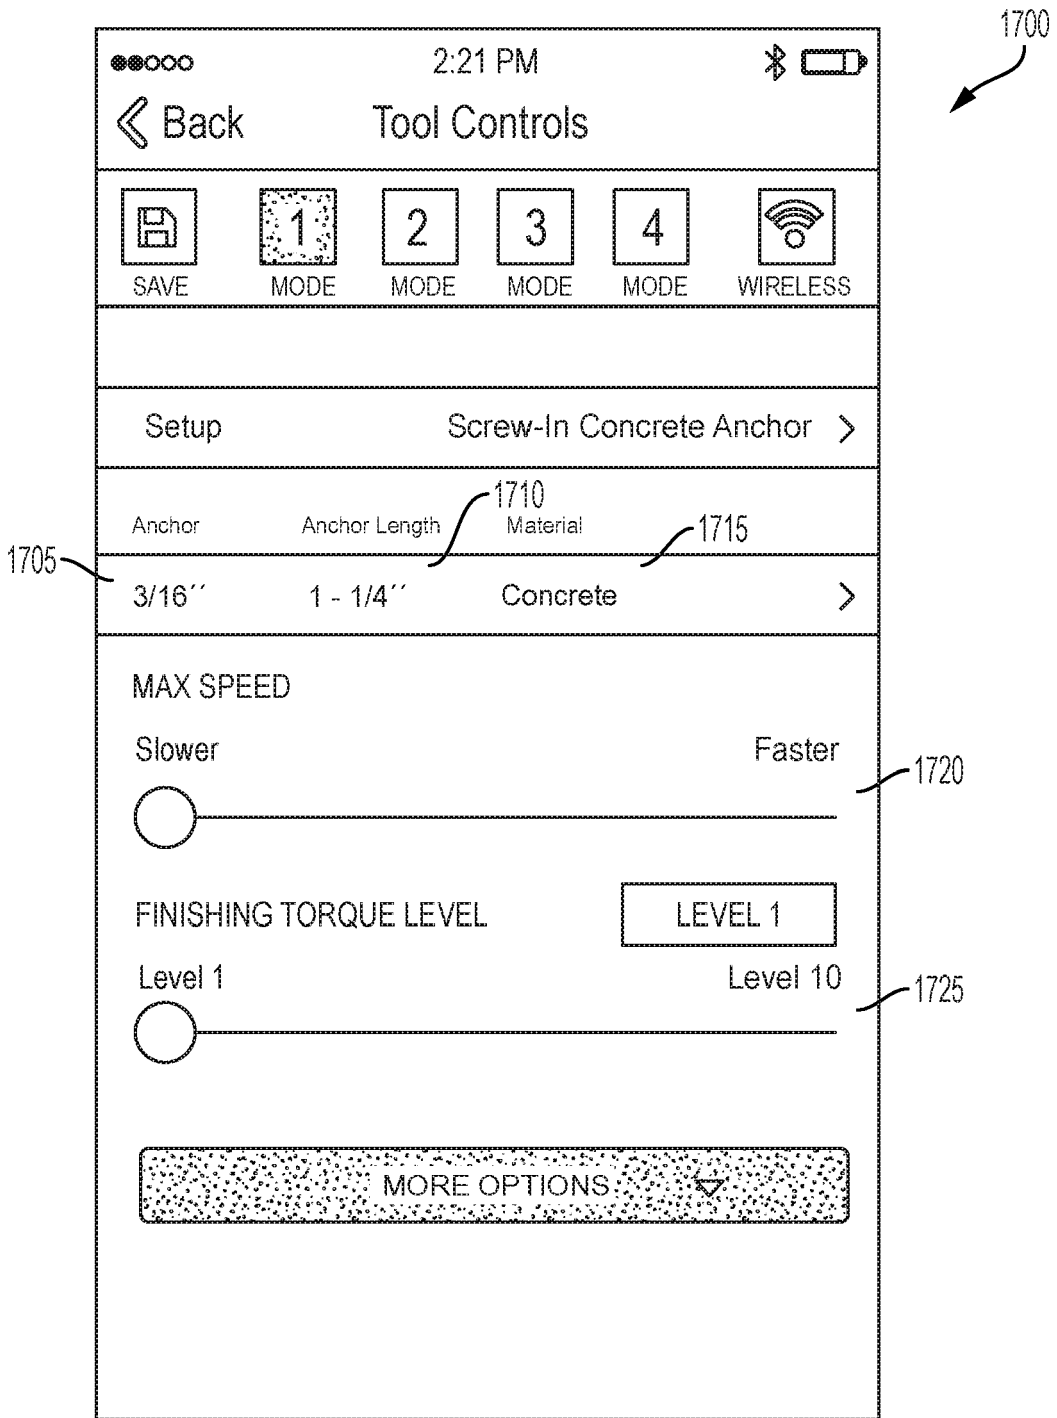 1700
2:21 PM
Back Tool Controls
1 2 3 4
SAVE MODE MODE MODE MODE WIRELESS
Setup Screw-In Concrete Anchor >
1710
Anchor Anchor Length Material 1715
1705
3/16´´ 1 - 1/4´´ Concrete >
MAX SPEED
Slower Faster
1720
FINISHING TORQUE LEVEL LEVEL 1
Level 1 Level 10
1725
MORE OPTIONS